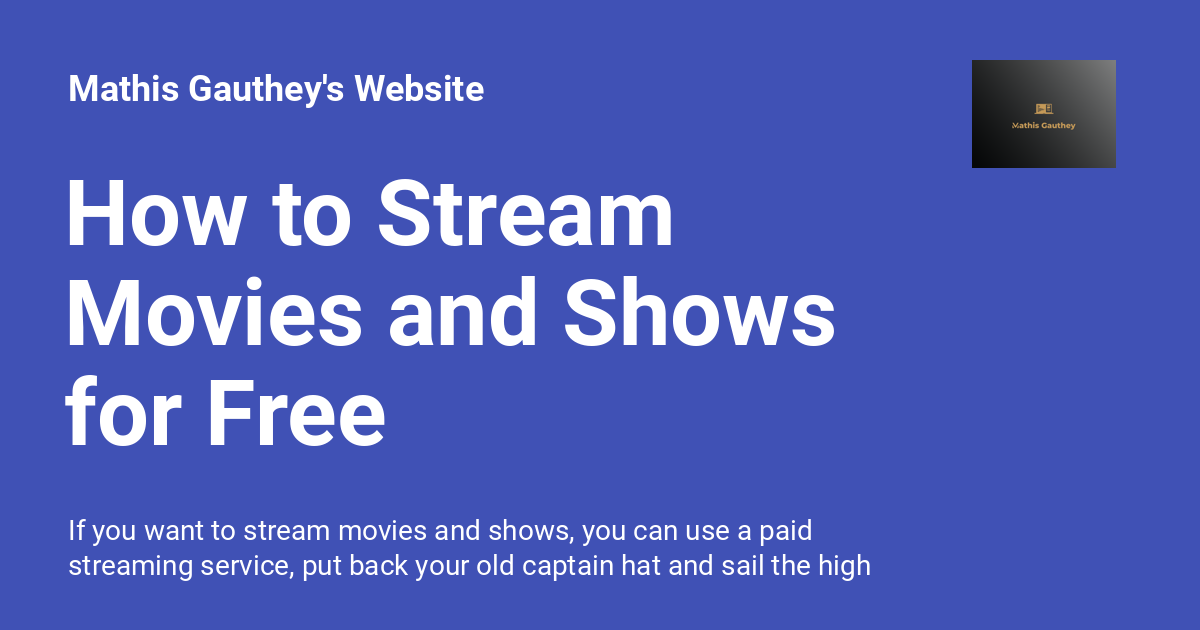 Mathis Gauthey's Website
Mathis Gauthey
How to Stream
Movies and Shows
for Free
If you want to stream movies and shows, you can use a paid
streaming service, put back your old captain hat and sail the high